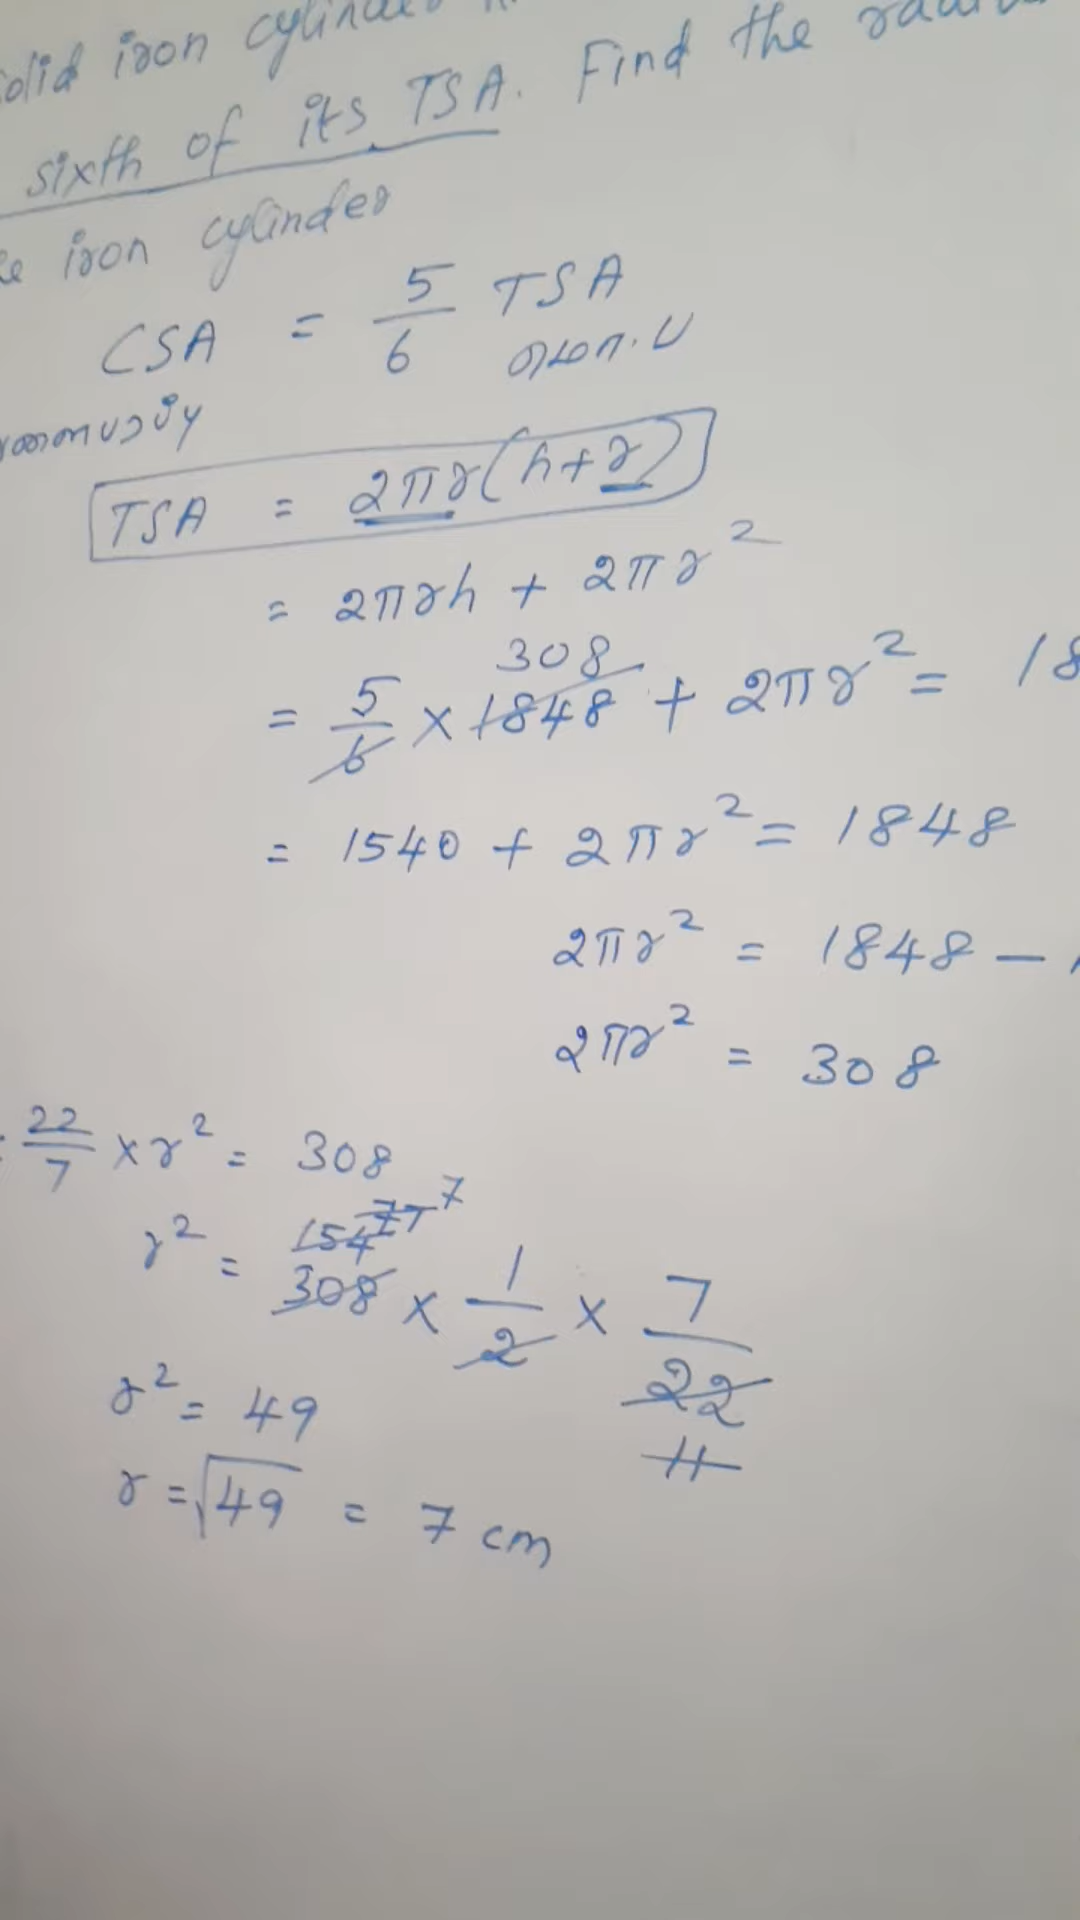 solid iron cylinder
sixth of its TSA. Find the radius
iron cylinder
CSA = 5/6 TSA
TSA = 2πr(h+r)
= 2πrh + 2πr²
308
= 5/6 × 1848 + 2πr² = 18
= 1540 + 2πr² = 1848
2πr² = 1848 –
2πr² = 308
22/7 × r² = 308
154 77 7
r² = 308 × 1/2 × 7/22
11
r² = 49
r = √49 = 7 cm